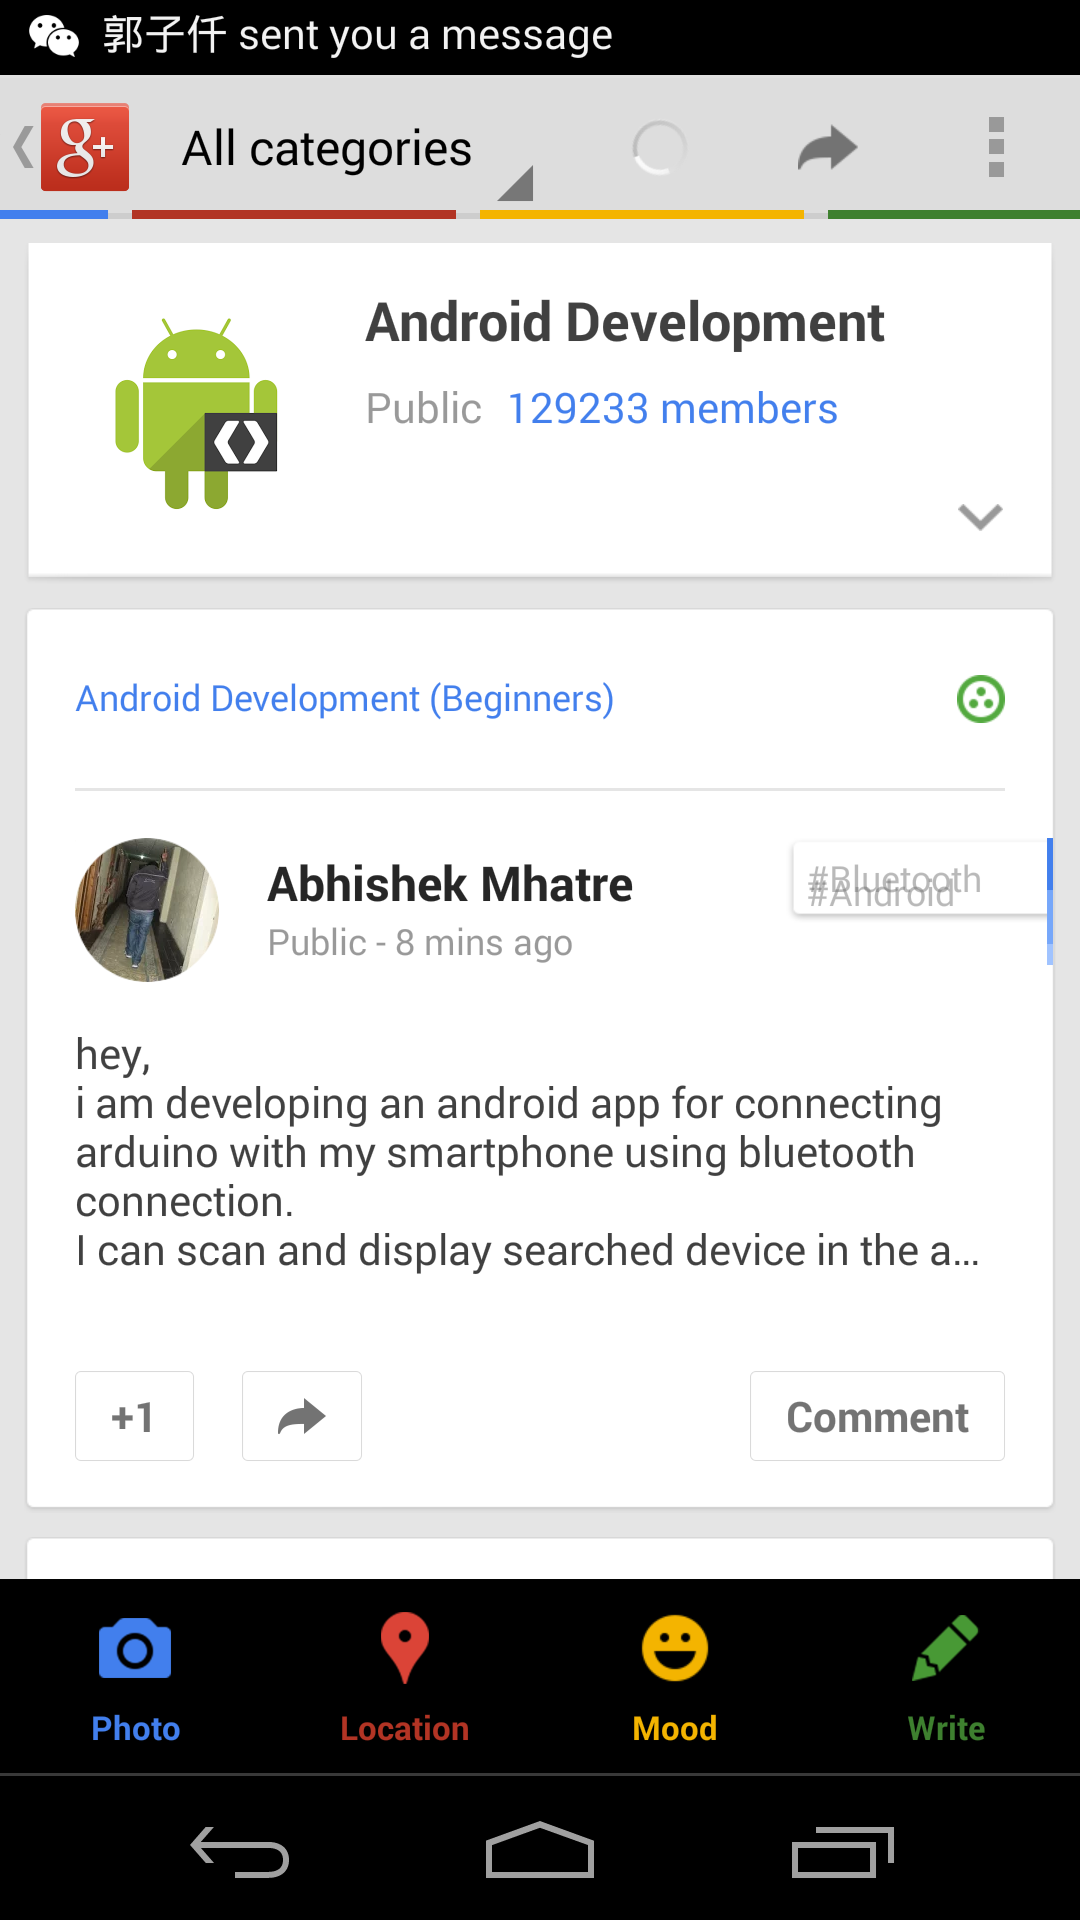 郭子仟 sent you a message
g+ All categories
Android Development
Public 129233 members
Android Development (Beginners)
Abhishek Mhatre
#Bluetooth
#Android
Public - 8 mins ago
hey,
i am developing an android app for connecting
arduino with my smartphone using bluetooth
connection.
I can scan and display searched device in the a...
+1 Comment
Photo Location Mood Write